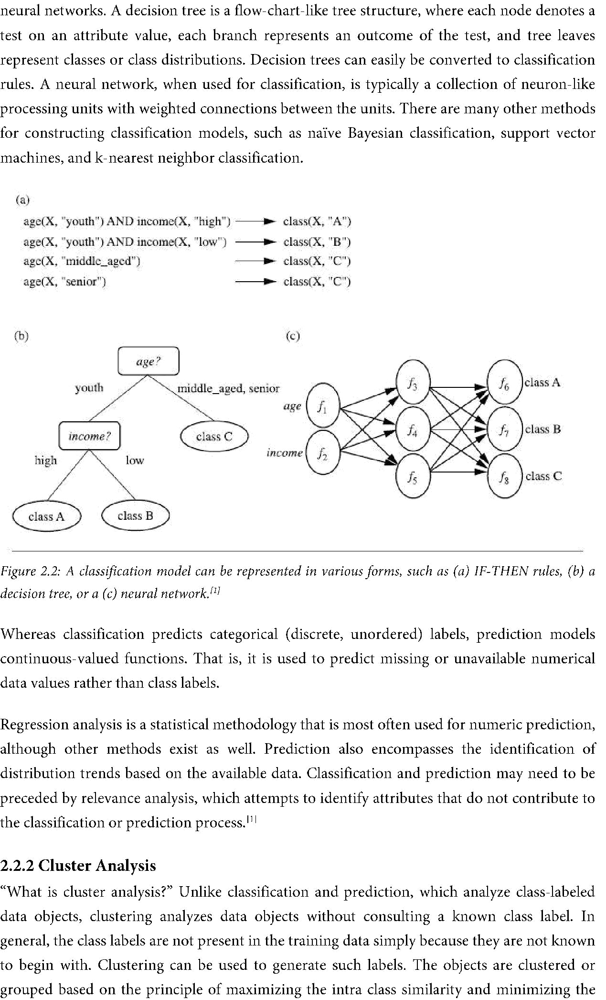 neural networks. A decision tree is a flow-chart-like tree structure, where each node denotes a
test on an attribute value, each branch represents an outcome of the test, and tree leaves
represent classes or class distributions. Decision trees can easily be converted to classification
rules. A neural network, when used for classification, is typically a collection of neuron-like
processing units with weighted connections between the units. There are many other methods
for constructing classification models, such as naïve Bayesian classification, support vector
machines, and k-nearest neighbor classification.
(a)
age(X, "youth") AND income(X, "high") class(X, "A")
age(X, "youth") AND income(X, "low") class(X, "B")
age(X, "middle_aged") class(X, "C")
age(X, "senior") class(X, "C")
(b)
age?
youth
middle_aged, senior
income?
class C
high
low
class A
class B
(c)
age
income
f1
f2
f3
f4
f5
f6
f7
f8
class A
class B
class C
Figure 2.2: A classification model can be represented in various forms, such as (a) IF-THEN rules, (b) a
decision tree, or a (c) neural network.[1]
Whereas classification predicts categorical (discrete, unordered) labels, prediction models
continuous-valued functions. That is, it is used to predict missing or unavailable numerical
data values rather than class labels.
Regression analysis is a statistical methodology that is most often used for numeric prediction,
although other methods exist as well. Prediction also encompasses the identification of
distribution trends based on the available data. Classification and prediction may need to be
preceded by relevance analysis, which attempts to identify attributes that do not contribute to
the classification or prediction process.[1]
2.2.2 Cluster Analysis
“What is cluster analysis?” Unlike classification and prediction, which analyze class-labeled
data objects, clustering analyzes data objects without consulting a known class label. In
general, the class labels are not present in the training data simply because they are not known
to begin with. Clustering can be used to generate such labels. The objects are clustered or
grouped based on the principle of maximizing the intra class similarity and minimizing the